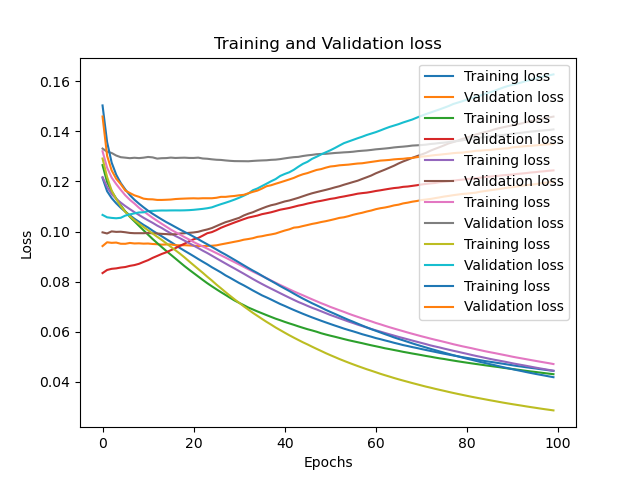 Training and Validation loss
Loss
0.16
0.14
0.12
0.10
0.08
0.06
0.04
Training loss
Validation loss
Training loss
Validation loss
Training loss
Validation loss
Training loss
Validation loss
Training loss
Validation loss
Training loss
Validation loss
0 20 40 60 80 100
Epochs